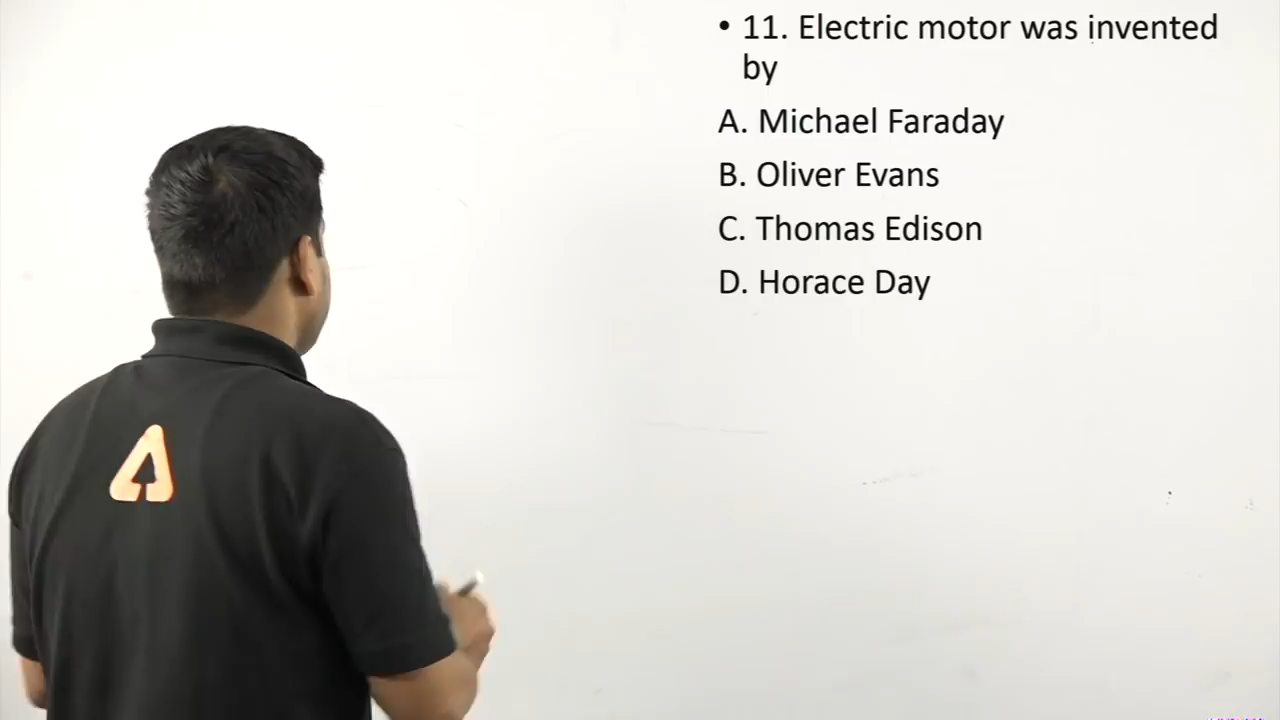 • 11. Electric motor was invented
by
A. Michael Faraday
B. Oliver Evans
C. Thomas Edison
D. Horace Day